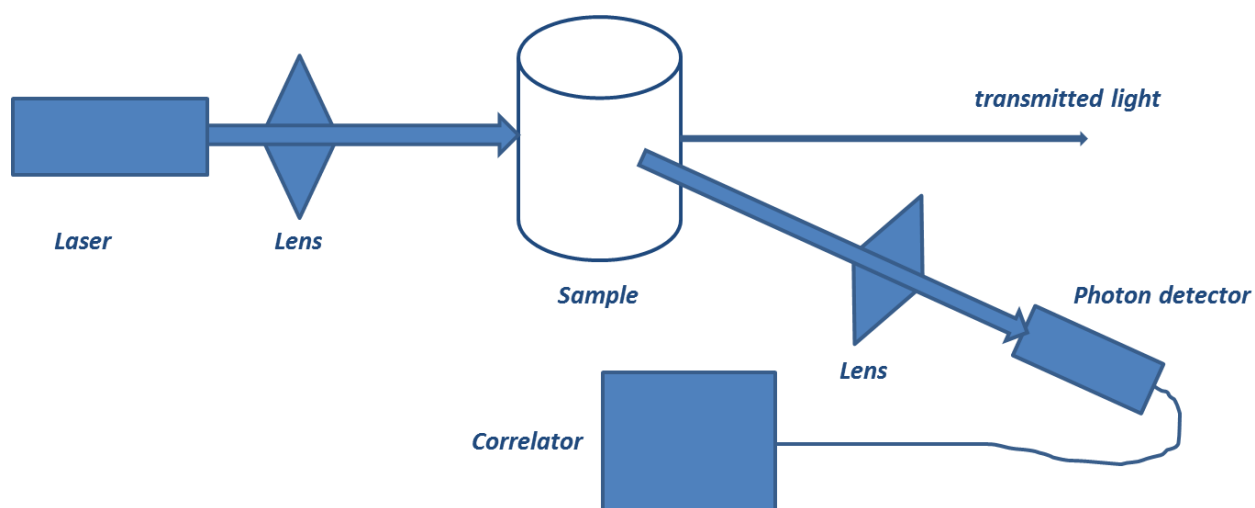 transmitted light
Laser
Lens
Sample
Photon detector
Lens
Correlator